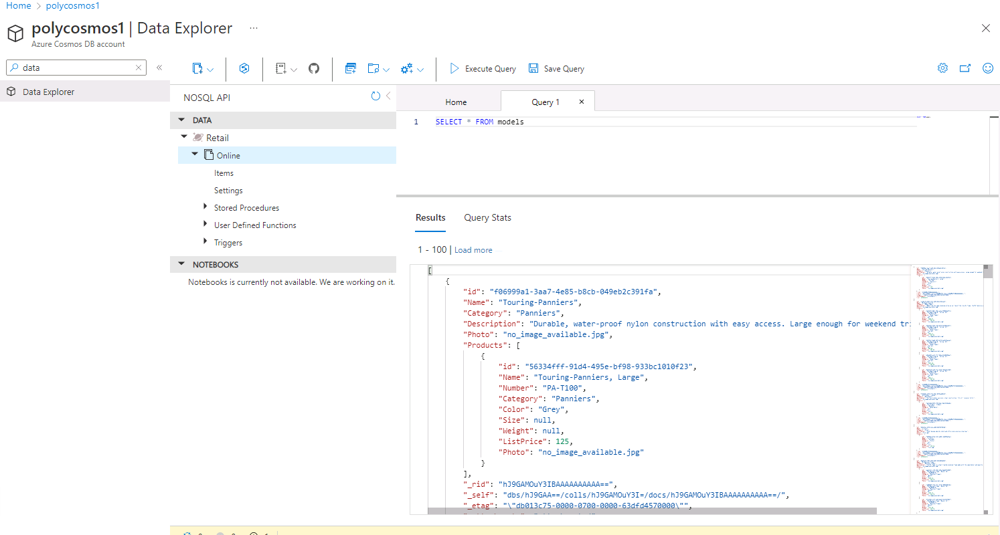 Home > polycosmos1
polycosmos1 | Data Explorer ...
Azure Cosmos DB account
data
Execute Query
Save Query
Data Explorer
NOSQL API
Home
Query 1
DATA
1 SELECT * FROM models
Retail
Online
Items
Settings
Stored Procedures
User Defined Functions
Triggers
NOTEBOOKS
Notebooks is currently not available. We are working on it.
Results
Query Stats
1 - 100 | Load more
[
{
"id": "f06999a1-3aa7-4e85-b8cb-049eb2c391fa",
"Name": "Touring-Panniers",
"Category": "Panniers",
"Description": "Durable, water-proof nylon construction with easy access. Large enough for weekend tri
"Photo": "no_image_available.jpg",
"Products": [
{
"id": "56334fff-91d4-495e-bf98-933bc1010f23",
"Name": "Touring-Panniers, Large",
"Number": "PA-T100",
"Category": "Panniers",
"Color": "Grey",
"Size": null,
"Weight": null,
"ListPrice": 125,
"Photo": "no_image_available.jpg"
}
],
"_rid": "hJ9GAMOuY3IBAAAAAAAAAA==",
"_self": "dbs/hJ9GAA==/colls/hJ9GAMOuY3I=/docs/hJ9GAMOuY3IBAAAAAAAAAA==/",
"_etag": "\"db013c75-0000-0700-0000-63dfd4570000\"",